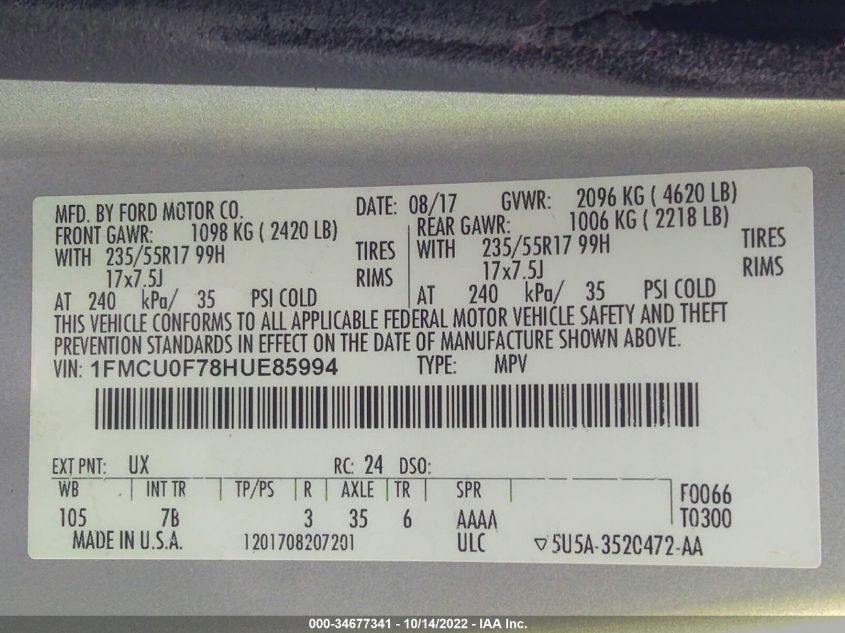 MFD. BY FORD MOTOR CO. DATE: 08/17 GVWR: 2096 KG ( 4620 LB)
FRONT GAWR: 1098 KG ( 2420 LB) REAR GAWR: 1006 KG ( 2218 LB)
WITH 235/55R17 99H TIRES WITH 235/55R17 99H TIRES
17x7.5J RIMS 17x7.5J RIMS
AT 240 kPa/ 35 PSI COLD AT 240 kPa/ 35 PSI COLD
THIS VEHICLE CONFORMS TO ALL APPLICABLE FEDERAL MOTOR VEHICLE SAFETY AND THEFT
PREVENTION STANDARDS IN EFFECT ON THE DATE OF MANUFACTURE SHOWN ABOVE.
VIN: 1FMCU0F78HUE85994 TYPE: MPV
EXT PNT: UX RC: 24 DSO:
WB INT TR TP/PS R AXLE TR SPR F0066
105 7B 3 35 6 AAAA T0300
MADE IN U.S.A. 1201708207201 ULC ▽5U5A-3520472-AA
000-34677341 - 10/14/2022 - IAA Inc.